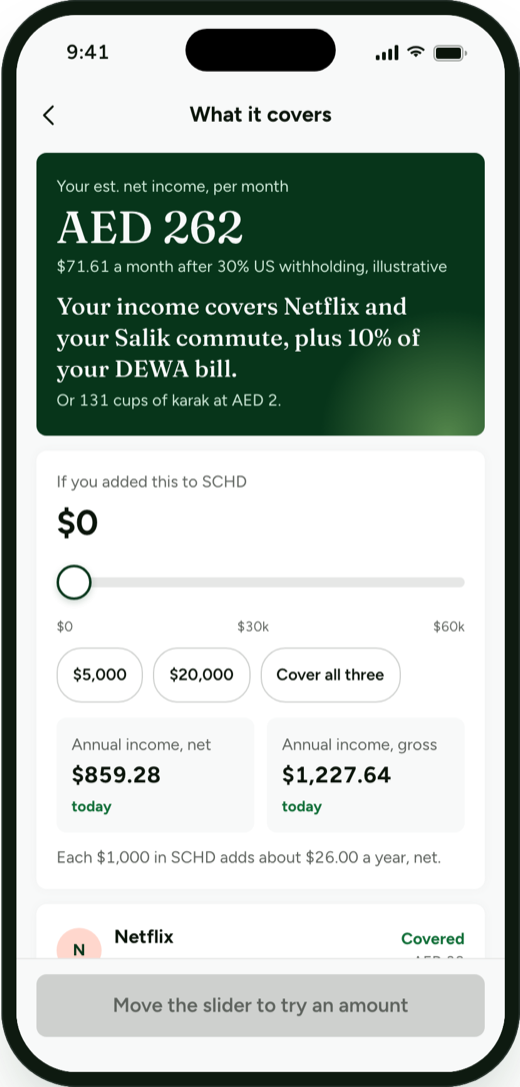 9:41
What it covers
Your est. net income, per month
AED 262
$71.61 a month after 30% US withholding, illustrative
Your income covers Netflix and
your Salik commute, plus 10% of
your DEWA bill.
Or 131 cups of karak at AED 2.
If you added this to SCHD
$0
$0 $30k $60k
$5,000 $20,000 Cover all three
Annual income, net Annual income, gross
$859.28 $1,227.64
today today
Each $1,000 in SCHD adds about $26.00 a year, net.
N Netflix Covered
Move the slider to try an amount